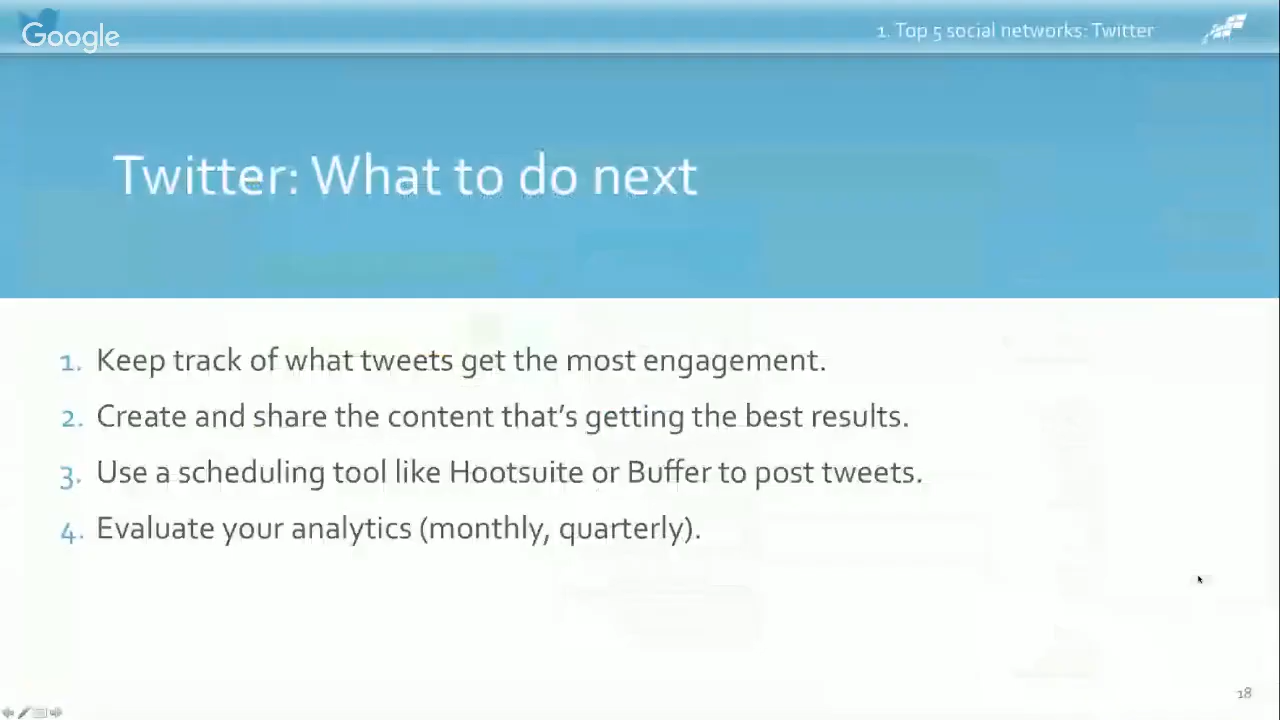 Google
1. Top 5 social networks: Twitter
Twitter: What to do next
1. Keep track of what tweets get the most engagement.
2. Create and share the content that's getting the best results.
3. Use a scheduling tool like Hootsuite or Buffer to post tweets.
4. Evaluate your analytics (monthly, quarterly).
18